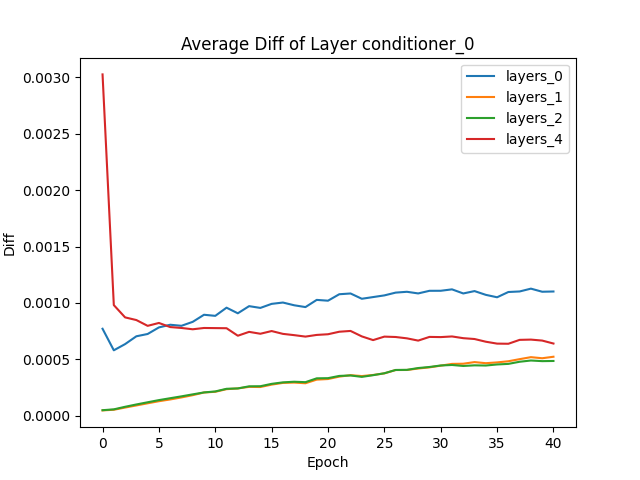 Average Diff of Layer conditioner_0
layers_0
layers_1
layers_2
layers_4
Diff
0.0030
0.0025
0.0020
0.0015
0.0010
0.0005
0.0000
0 5 10 15 20 25 30 35 40
Epoch